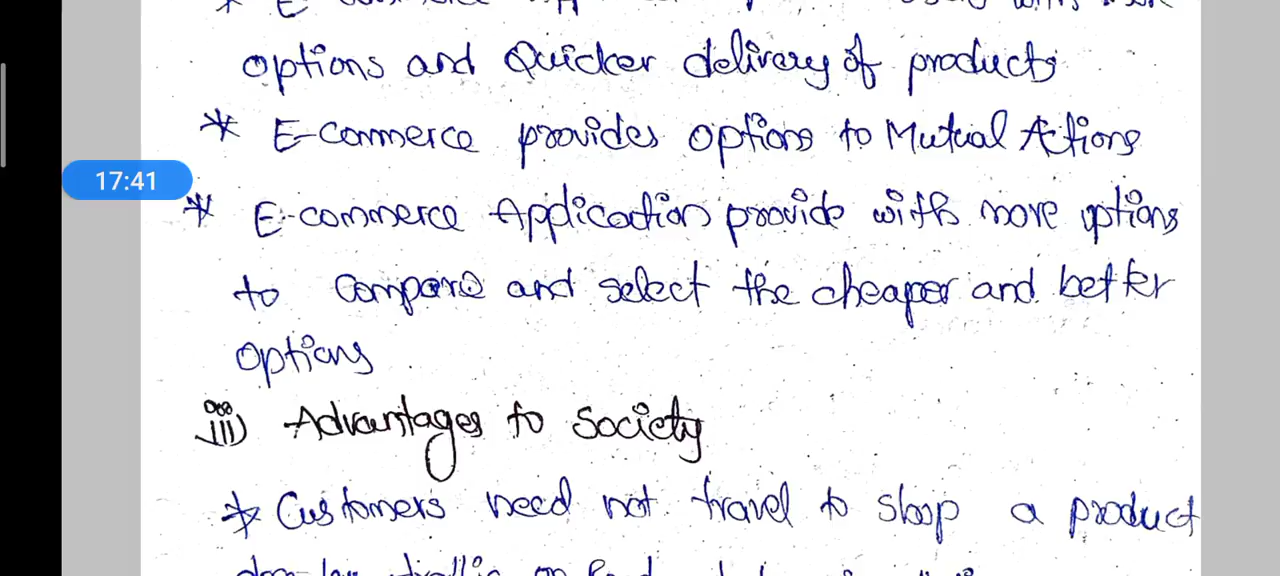 options and Quicker delivery of products
* E-commerce provides options to Mutual Actions
17:41
* E-commerce Application provide with more options
to compare and select the cheaper and better
options
iii) Advantages to Society
* Customers need not travel to shop a product